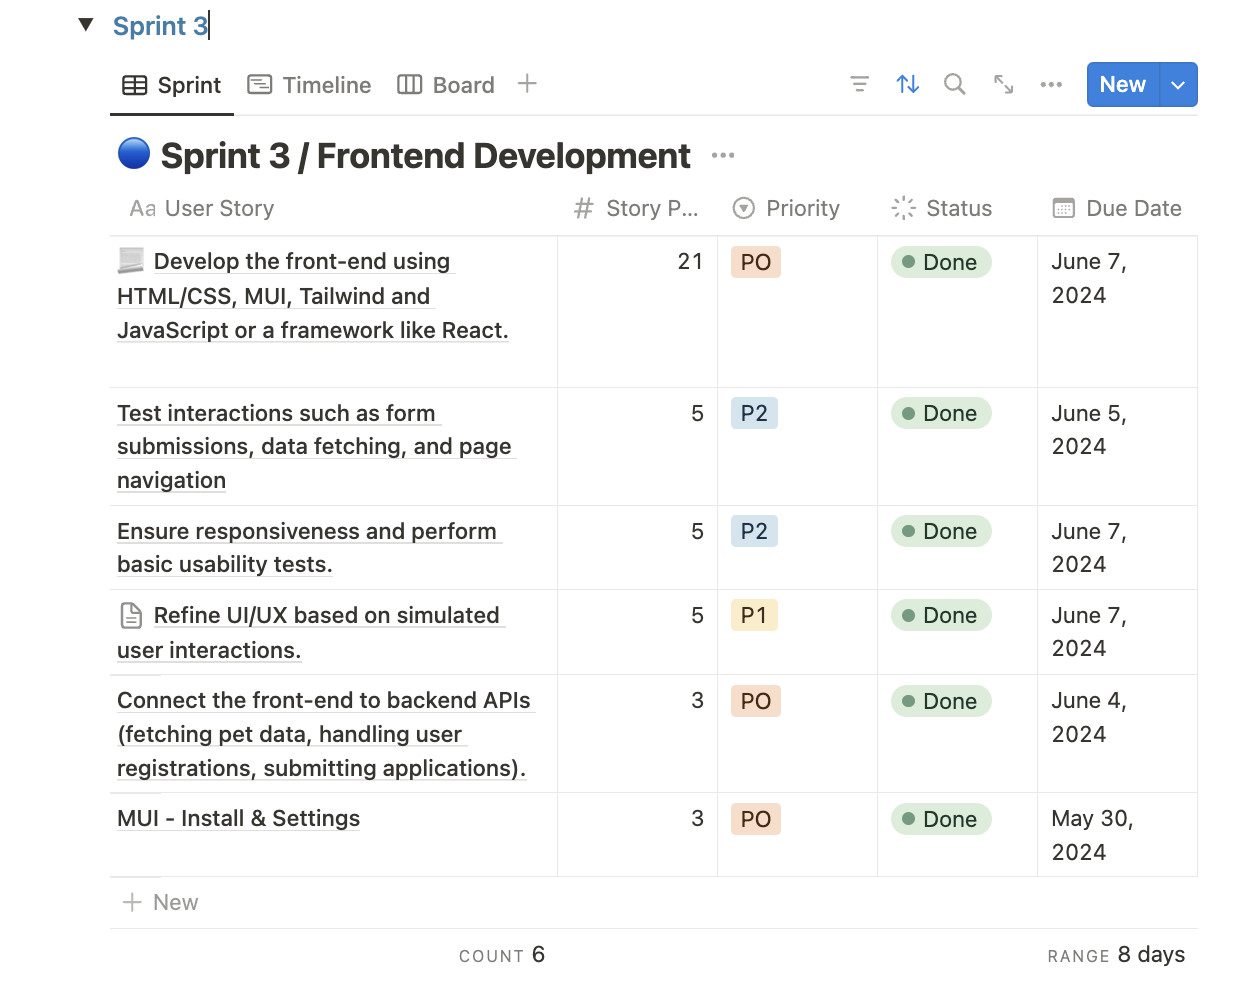 Sprint 3
Sprint Timeline Board New
Sprint 3 / Frontend Development
Aa User Story # Story P... Priority Status Due Date
Develop the front-end using
HTML/CSS, MUI, Tailwind and
JavaScript or a framework like React.
21 PO Done June 7,
2024
Test interactions such as form
submissions, data fetching, and page
navigation
5 P2 Done June 5,
2024
Ensure responsiveness and perform
basic usability tests.
5 P2 Done June 7,
2024
Refine UI/UX based on simulated
user interactions.
5 P1 Done June 7,
2024
Connect the front-end to backend APIs
(fetching pet data, handling user
registrations, submitting applications).
3 PO Done June 4,
2024
MUI - Install & Settings
3 PO Done May 30,
2024
+ New
COUNT 6 RANGE 8 days